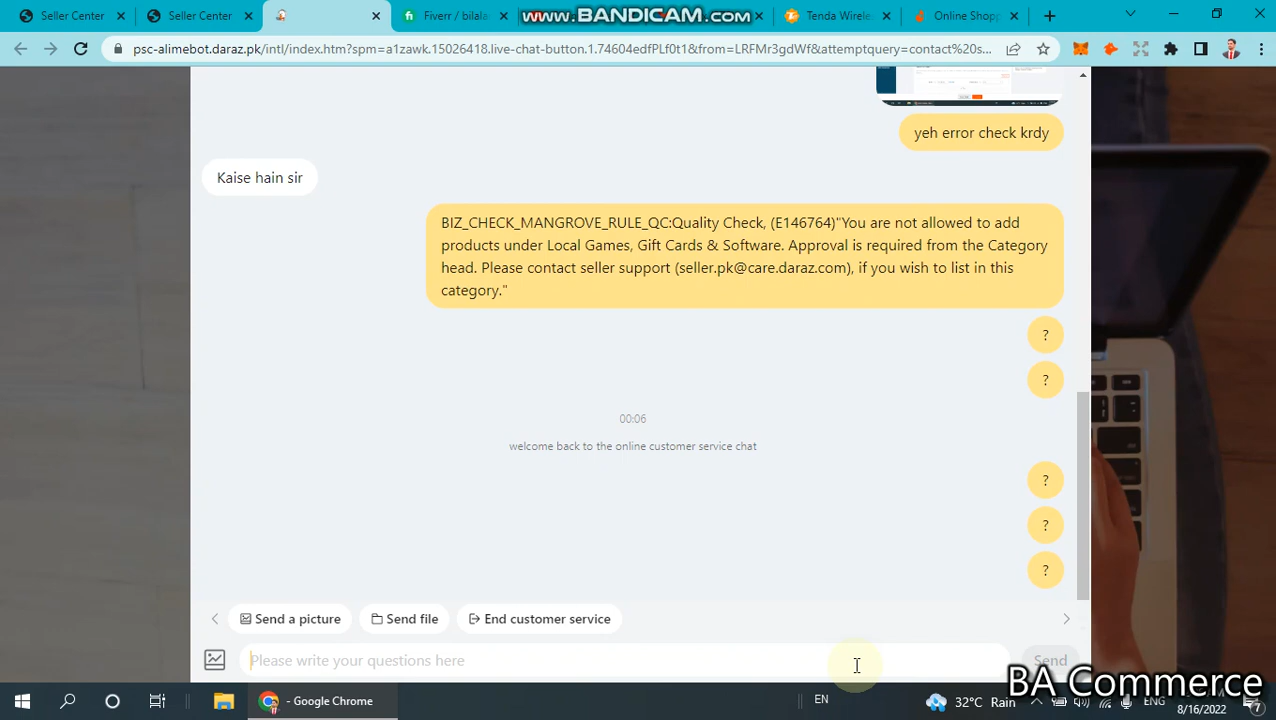 Seller Center
Seller Center
Fiverr / bilala
WWW.BANDICAM.COM
Tenda Wirele
Online Shopp
psc-alimebot.daraz.pk/intl/index.htm?spm=a1zawk.15026418.live-chat-button.1.74604edfPLf0t1&from=LRFMr3gdWf&attemptquery=contact%20s...
yeh error check krdy
Kaise hain sir
BIZ_CHECK_MANGROVE_RULE_QC:Quality Check, (E146764)"You are not allowed to add
products under Local Games, Gift Cards & Software. Approval is required from the Category
head. Please contact seller support (seller.pk@care.daraz.com), if you wish to list in this
category."
?
?
00:06
welcome back to the online customer service chat
?
?
?
Send a picture
Send file
End customer service
Please write your questions here
Send
BA Commerce
- Google Chrome
EN
32°C Rain
ENG
8/16/2022
7